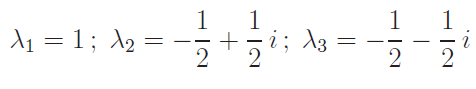 λ₁ = 1 ; λ₂ = −1/2 + 1/2 i ; λ₃ = −1/2 − 1/2 i